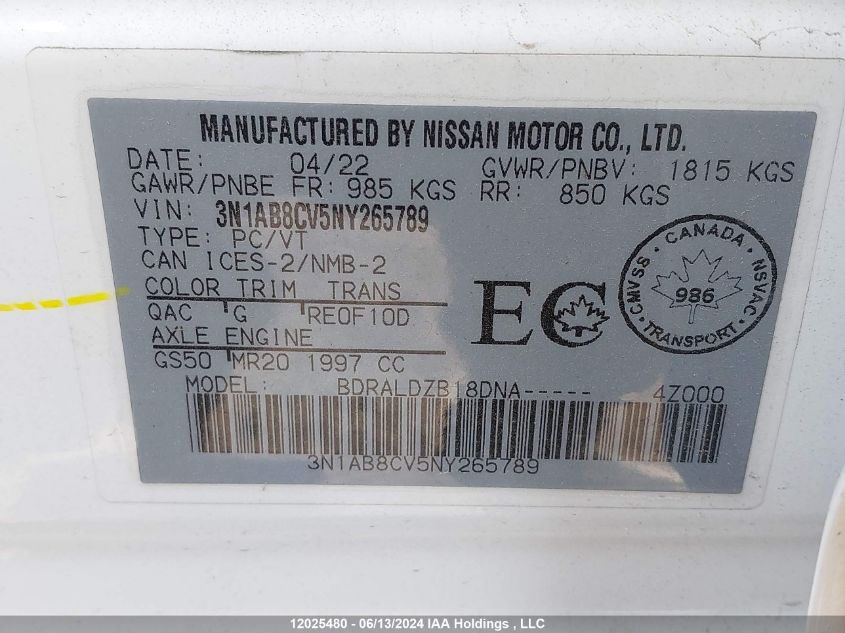 MANUFACTURED BY NISSAN MOTOR CO., LTD.
DATE: 04/22 GVWR/PNBV: 1815 KGS
GAWR/PNBE FR: 985 KGS RR: 850 KGS
VIN: 3N1AB8CV5NY265789
TYPE: PC/VT
CAN ICES-2/NMB-2
COLOR TRIM TRANS
QAC G RE0F10D
AXLE ENGINE
GS50 MR20 1997 CC
EC
CANADA
CMVSS NSVAC
986
TRANSPORT
MODEL: BDRALDZB18DNA----- 4Z000
3N1AB8CV5NY265789
12025480 - 06/13/2024 IAA Holdings , LLC